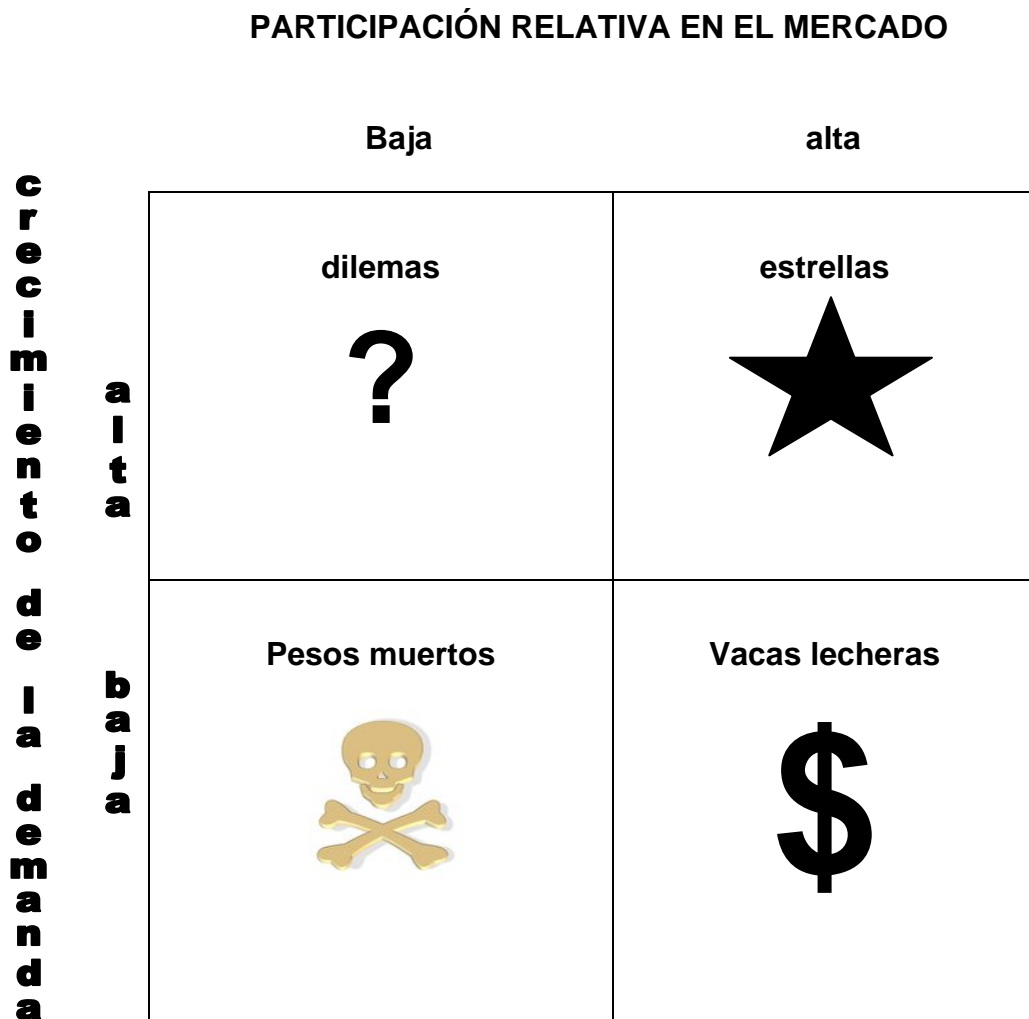 PARTICIPACIÓN RELATIVA EN EL MERCADO
Baja alta
crecimiento de la demanda
alta
dilemas estrellas
?
baja
Pesos muertos Vacas lecheras
$